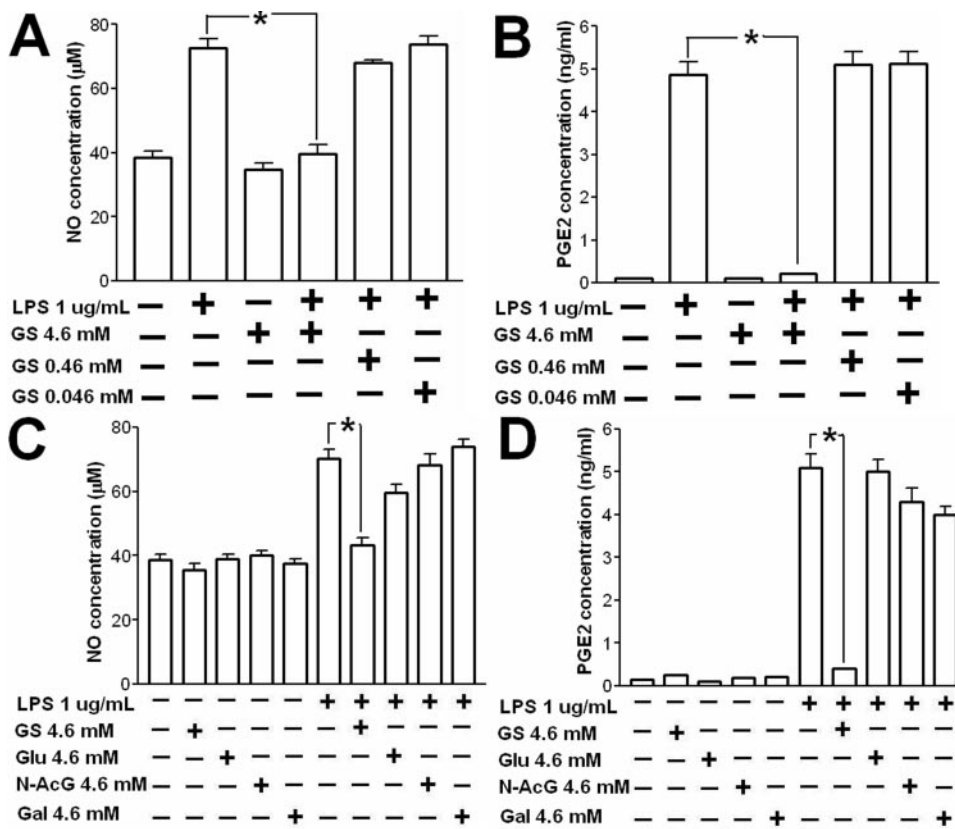 A
NO concentration (µM)
80
60
40
20
0
*
LPS 1 ug/mL — + — + + +
GS 4.6 mM — — + + — —
GS 0.46 mM — — — — + —
GS 0.046 mM — — — — — +
B
PGE2 concentration (ng/ml)
6
5
4
3
2
1
0
*
LPS 1 ug/mL — + — + + +
GS 4.6 mM — — + + — —
GS 0.46 mM — — — — + —
GS 0.046 mM — — — — — +
C
NO concentration (µM)
80
60
40
20
0
*
LPS 1 ug/mL — — — — — + + + + +
GS 4.6 mM — + — — — — + — — —
Glu 4.6 mM — — + — — — — + — —
N-AcG 4.6 mM — — — + — — — — + —
Gal 4.6 mM — — — — + — — — — +
D
PGE2 concentration (ng/ml)
6
5
4
3
2
1
0
*
LPS 1 ug/mL — — — — — + + + + +
GS 4.6 mM — + — — — — + — — —
Glu 4.6 mM — — + — — — — + — —
N-AcG 4.6 mM — — — + — — — — + —
Gal 4.6 mM — — — — + — — — — +